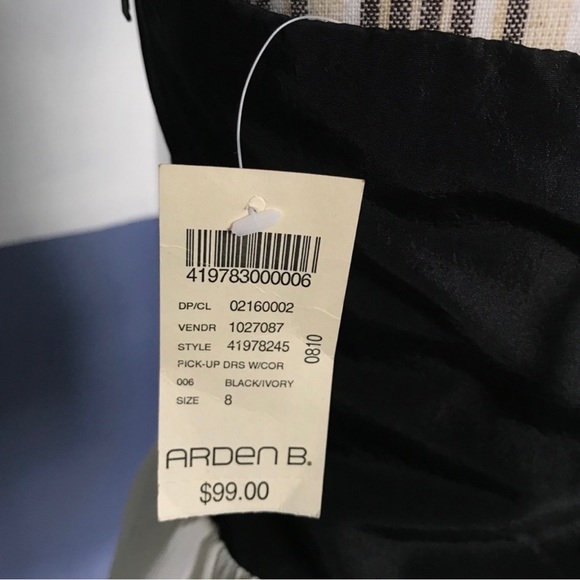 419783000006
DP/CL 02160002
VENDR 1027087
STYLE 41978245
PICK-UP DRS W/COR
006 BLACK/IVORY
SIZE 8
0810
ARDEN B.
$99.00